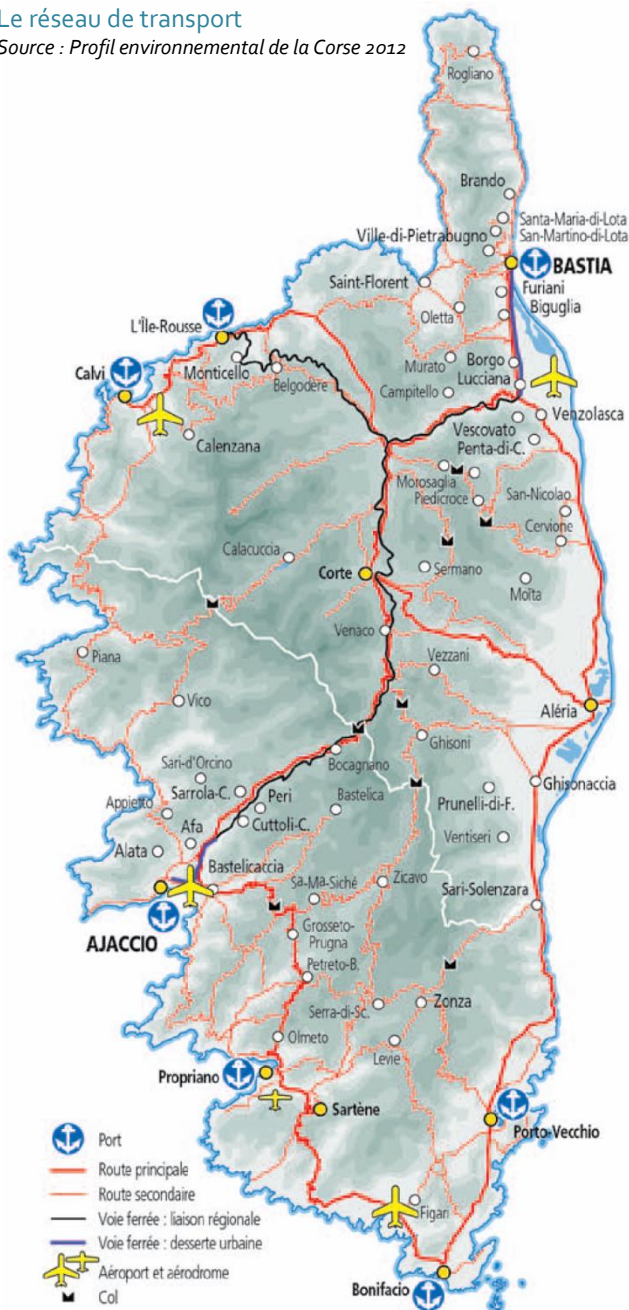 Le réseau de transport
Source : Profil environnemental de la Corse 2012
Rogliano
Brando
Santa-Maria-di-Lota
Ville-di-Pietrabugno
San-Martino-di-Lota
BASTIA
Saint-Florent
Furiani
Oletta
Biguglia
L'Île-Rousse
Calvi
Monticello
Belgodère
Murato
Borgo
Campitello
Lucciana
Calenzana
Vescovato
Venzolasca
Penta-di-C.
Morosaglia
Piedicroce
San-Nicolao
Cervione
Calacuccia
Corte
Sermano
Moïta
Venaco
Piana
Vezzani
Vico
Aléria
Ghisoni
Bocagnano
Sari-d'Orcino
Sarrola-C.
Peri
Bastelica
Prunelli-di-F.
Ghisonaccia
Appietto
Afa
Cuttoli-C.
Ventiseri
Alata
Bastelicaccia
Sa-Ma-Siché
Zicavo
Sari-Solenzara
AJACCIO
Grosseto-
Prugna
Petreto-B.
Serra-di-Sc.
Zonza
Olmeto
Levie
Propriano
Sartène
Porto-Vecchio
Figari
Bonifacio
Port
Route principale
Route secondaire
Voie ferrée : liaison régionale
Voie ferrée : desserte urbaine
Aéroport et aérodrome
Col